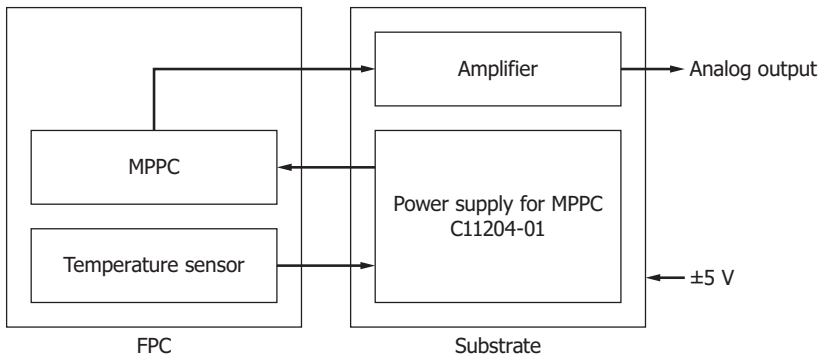 Amplifier
Analog output
MPPC
Power supply for MPPC
C11204-01
Temperature sensor
±5 V
FPC
Substrate